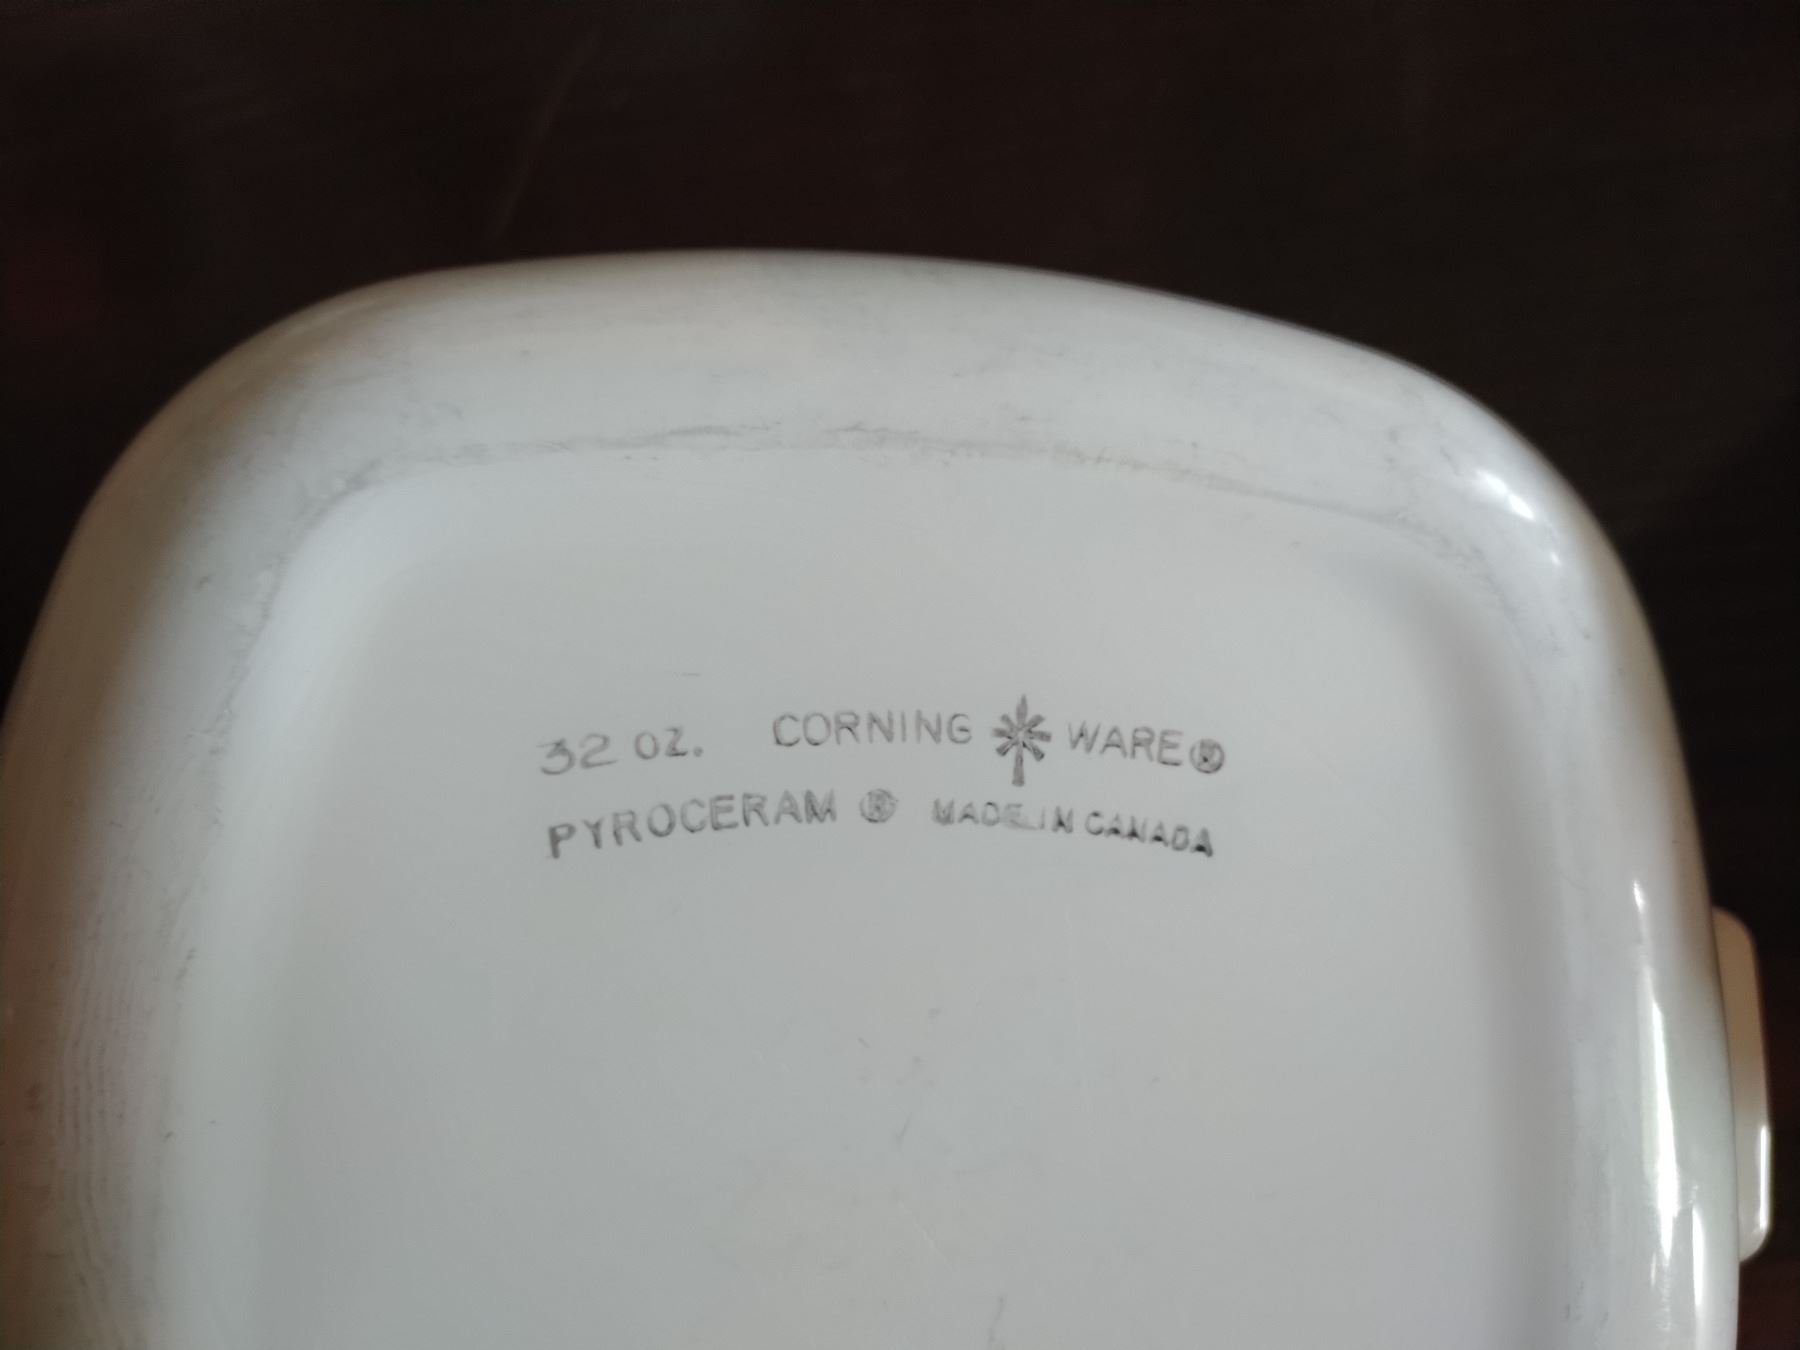 32 OZ. CORNING WARE®
PYROCERAM ® MADE IN CANADA